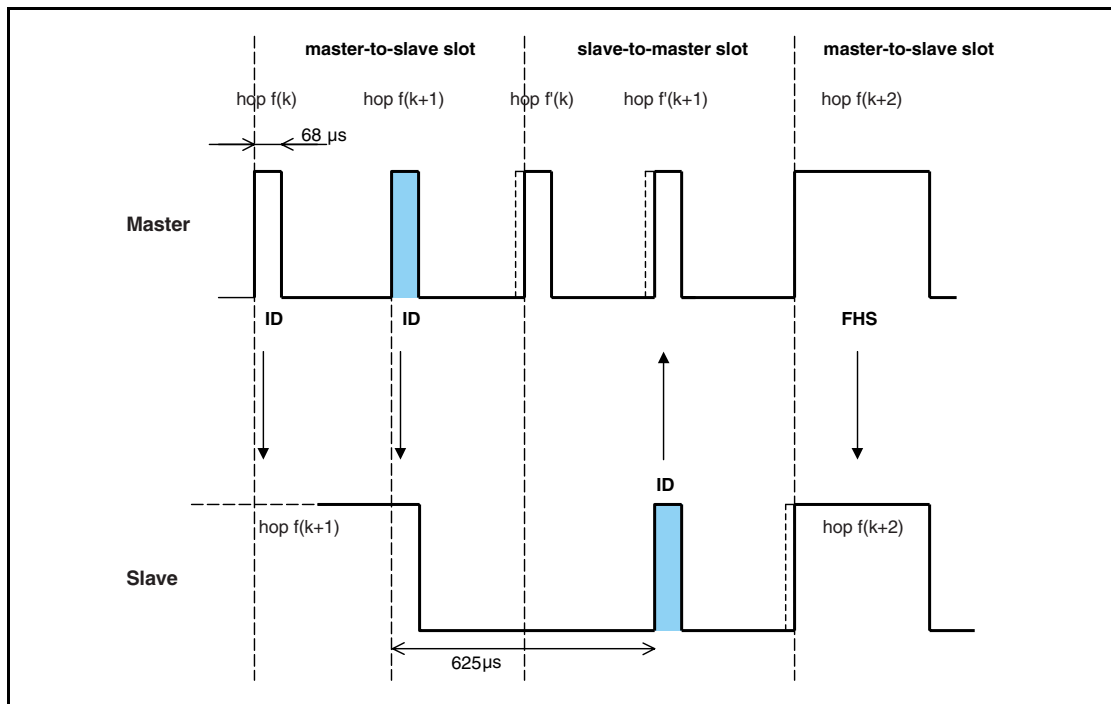 master-to-slave slot slave-to-master slot master-to-slave slot
hop f(k) hop f(k+1) hop f'(k) hop f'(k+1) hop f(k+2)
68 µs
Master
ID ID FHS
ID
hop f(k+1) hop f(k+2)
Slave
625µs